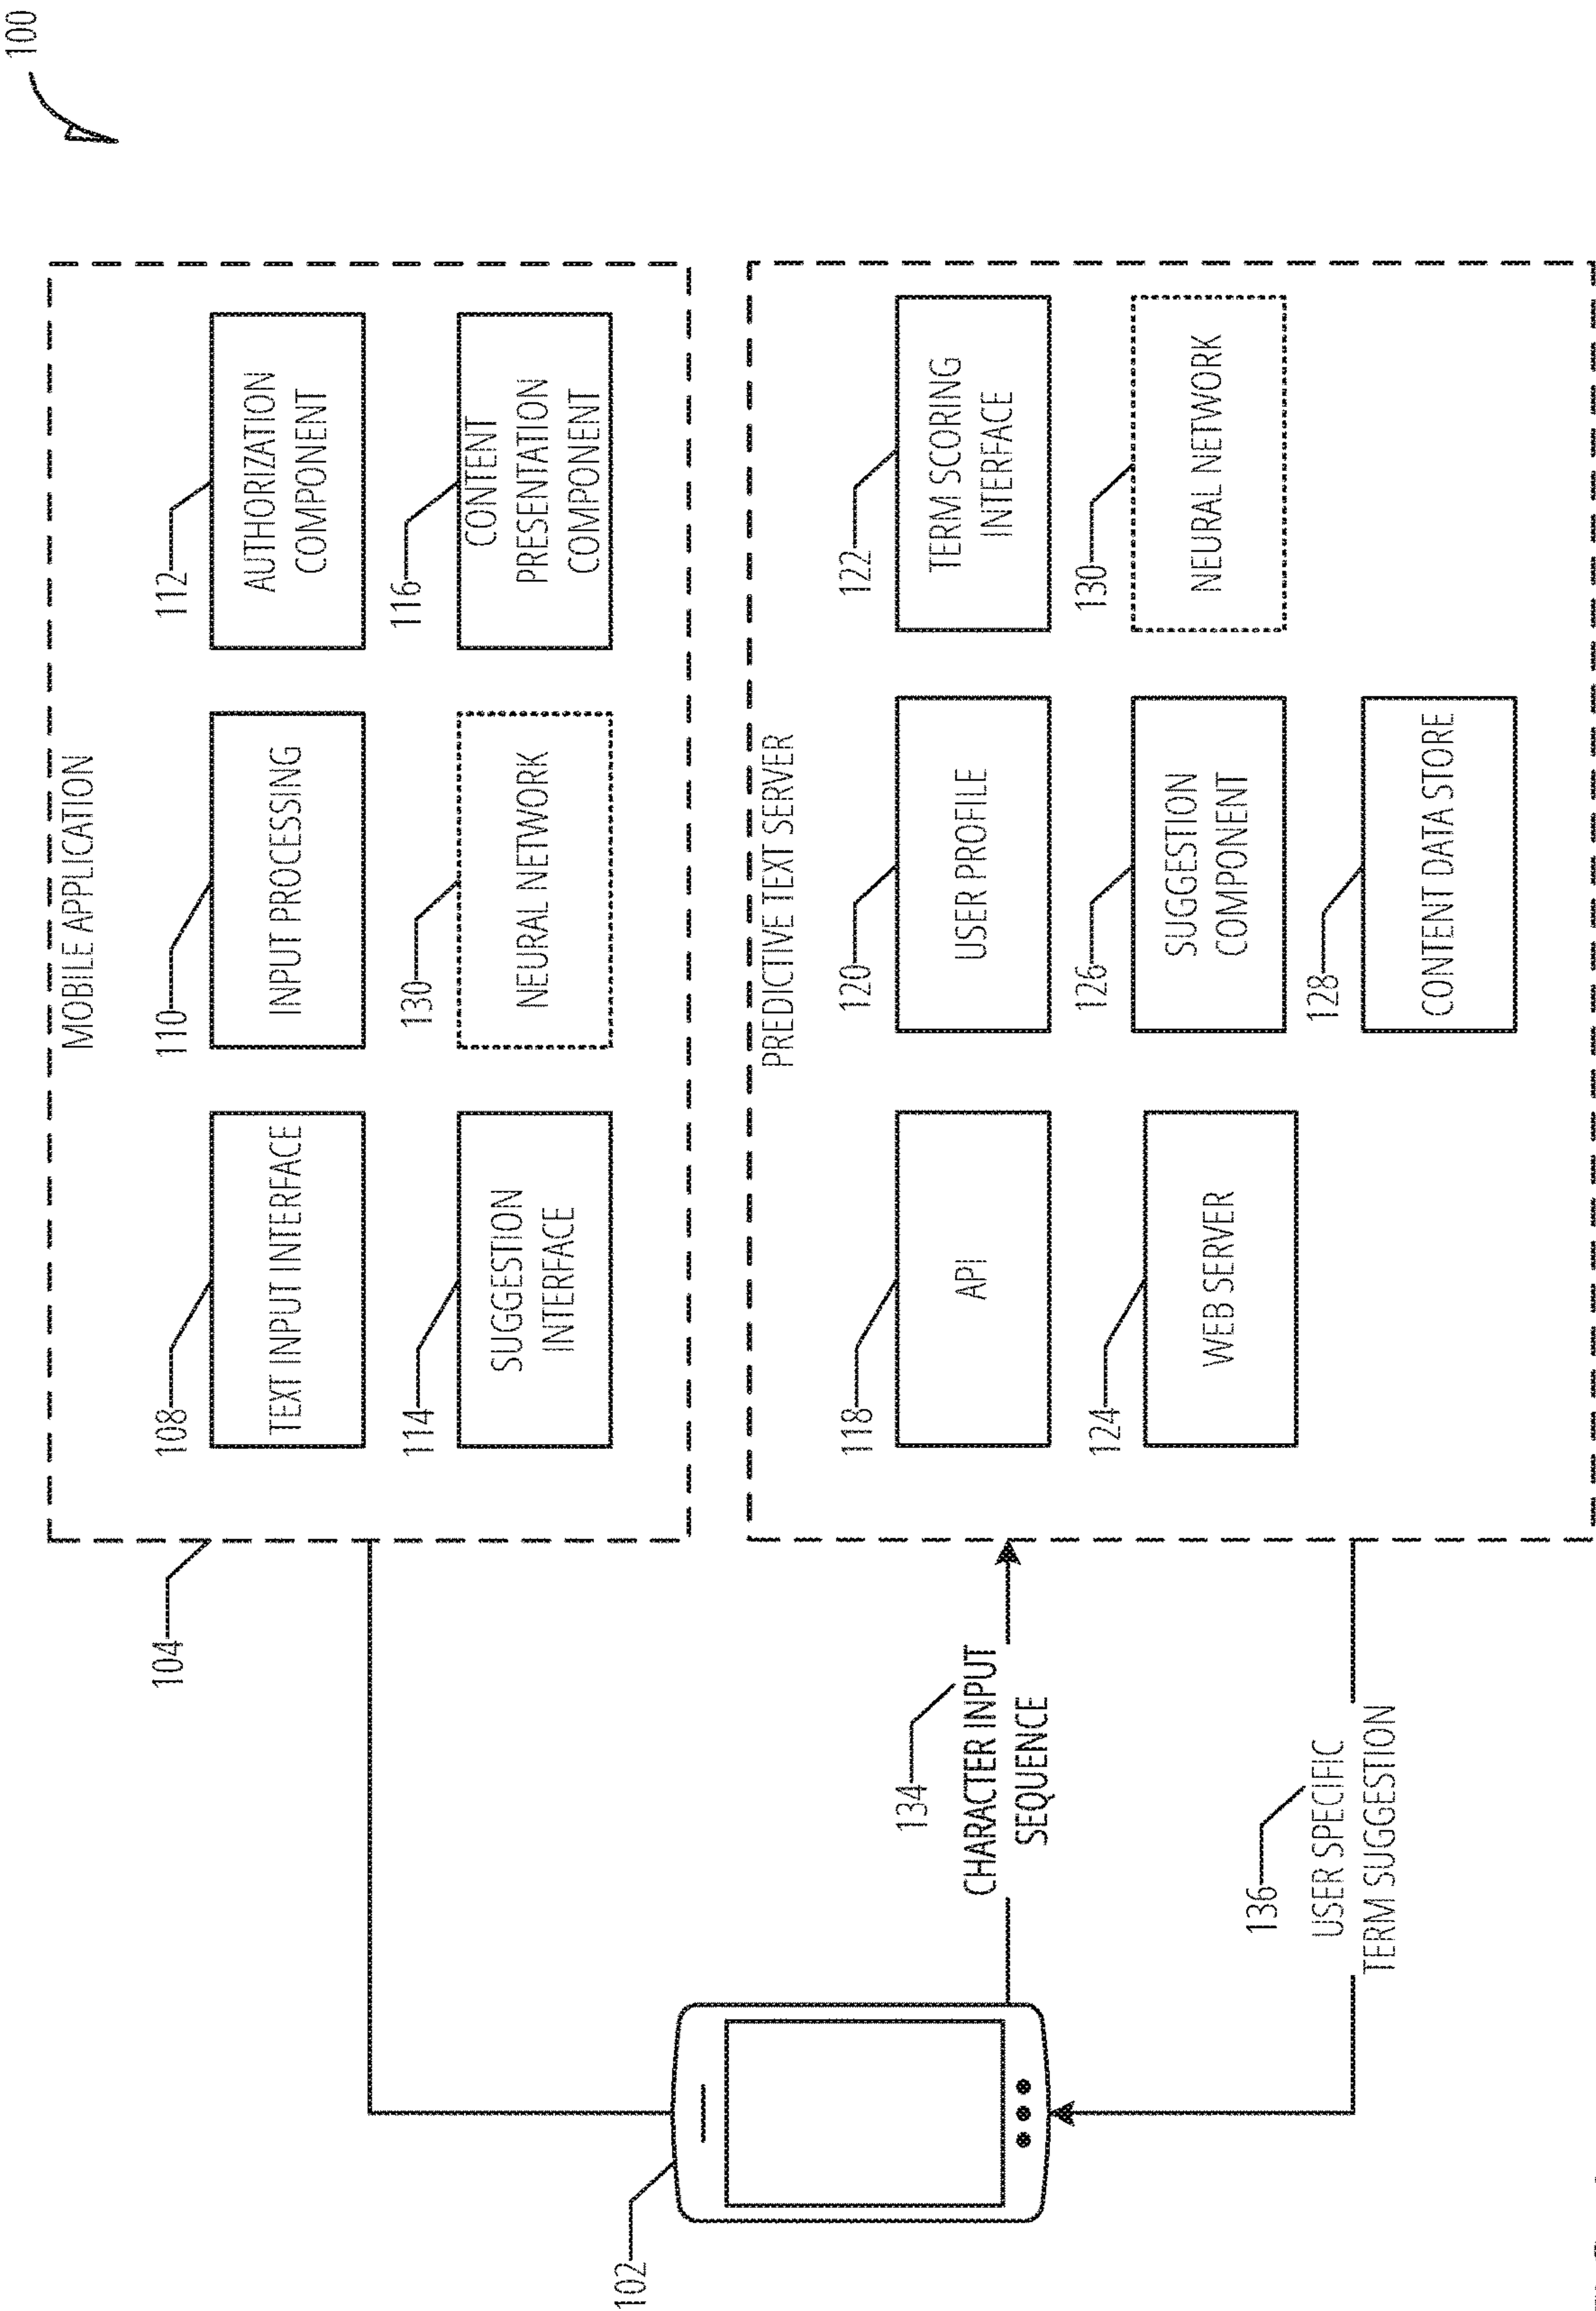 100
MOBILE APPLICATION
104
108
TEXT INPUT INTERFACE
110
INPUT PROCESSING
112
AUTHORIZATION
COMPONENT
114
SUGGESTION
INTERFACE
130
NEURAL NETWORK
116
CONTENT
PRESENTATION
COMPONENT
102
134
CHARACTER INPUT
SEQUENCE
136
USER SPECIFIC
TERM SUGGESTION
PREDICTIVE TEXT SERVER
118
API
120
USER PROFILE
122
TERM SCORING
INTERFACE
124
WEB SERVER
126
SUGGESTION
COMPONENT
130
NEURAL NETWORK
128
CONTENT DATA STORE